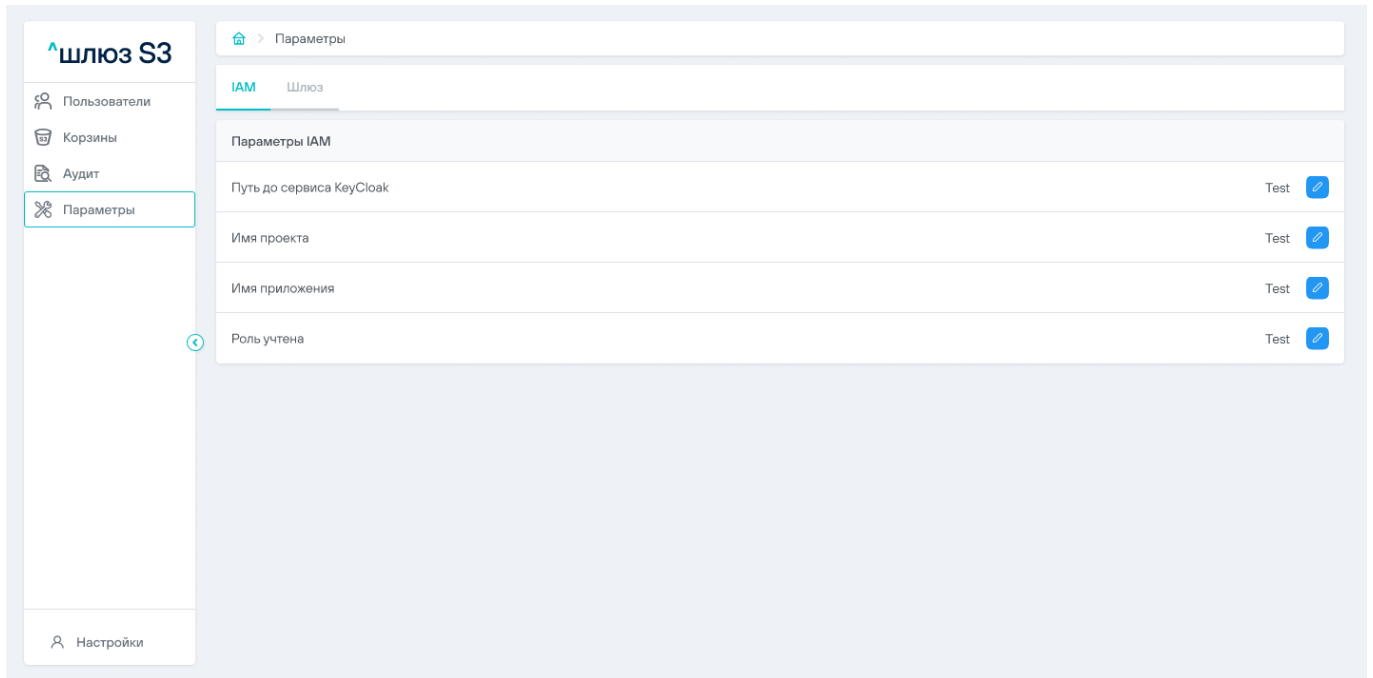 ^шлюз S3
Пользователи
S3 Корзины
Аудит
Параметры
Настройки
Параметры
IAM Шлюз
Параметры IAM
Путь до сервиса KeyCloak Test
Имя проекта Test
Имя приложения Test
Роль учтена Test